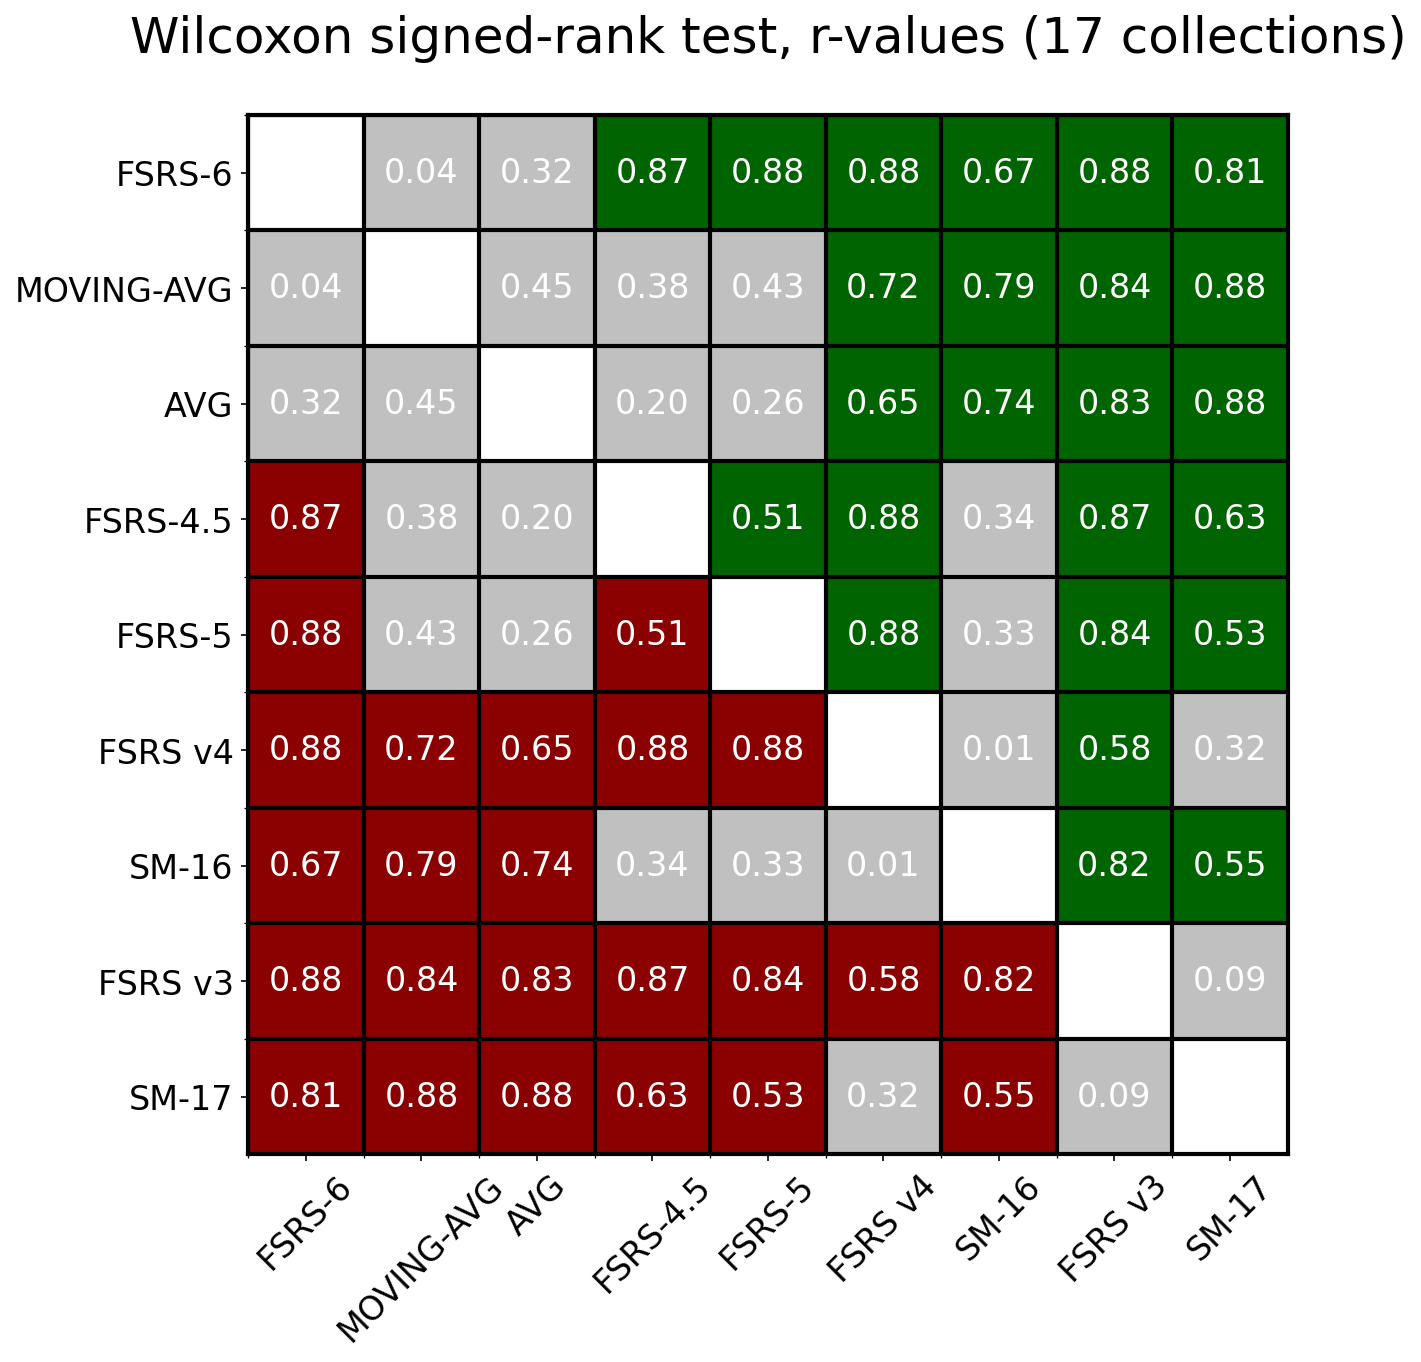 Wilcoxon signed-rank test, r-values (17 collections)
FSRS-6 0.04 0.32 0.87 0.88 0.88 0.67 0.88 0.81
MOVING-AVG 0.04 0.45 0.38 0.43 0.72 0.79 0.84 0.88
AVG 0.32 0.45 0.20 0.26 0.65 0.74 0.83 0.88
FSRS-4.5 0.87 0.38 0.20 0.51 0.88 0.34 0.87 0.63
FSRS-5 0.88 0.43 0.26 0.51 0.88 0.33 0.84 0.53
FSRS v4 0.88 0.72 0.65 0.88 0.88 0.01 0.58 0.32
SM-16 0.67 0.79 0.74 0.34 0.33 0.01 0.82 0.55
FSRS v3 0.88 0.84 0.83 0.87 0.84 0.58 0.82 0.09
SM-17 0.81 0.88 0.88 0.63 0.53 0.32 0.55 0.09
FSRS-6 MOVING-AVG AVG FSRS-4.5 FSRS-5 FSRS v4 SM-16 FSRS v3 SM-17